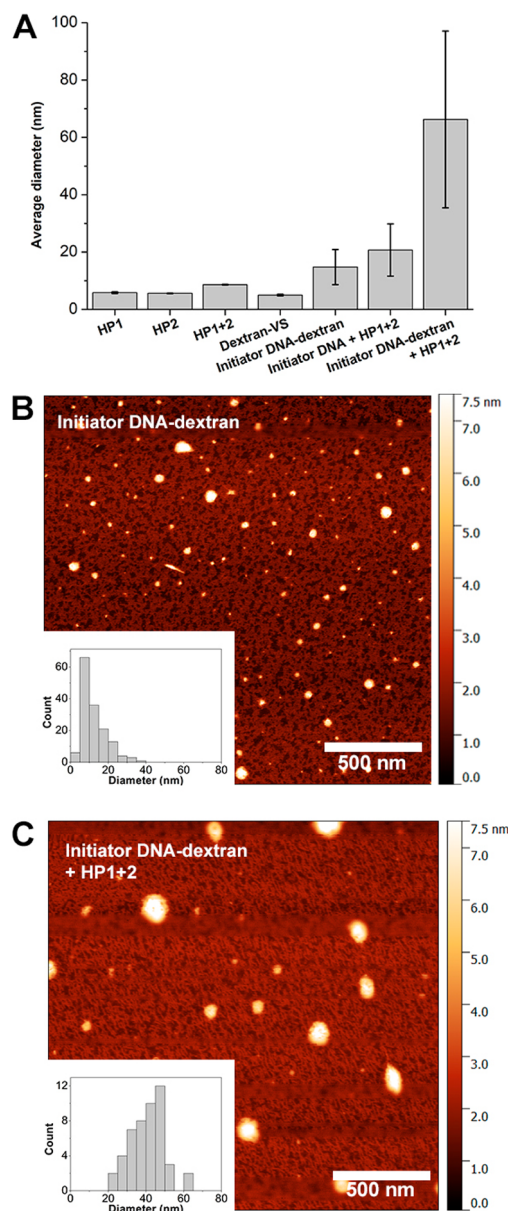 A
100
80
60
40
20
0
Average diameter (nm)
HP1
HP2
HP1+2
Dextran-VS
Initiator DNA-dextran
Initiator DNA + HP1+2
Initiator DNA-dextran
+ HP1+2
B
Initiator DNA-dextran
7.5 nm
7.0
6.0
5.0
4.0
3.0
2.0
1.0
0.0
60
40
20
0
Count
0 20 40 60 80
Diameter (nm)
500 nm
C
Initiator DNA-dextran
+ HP1+2
7.5 nm
7.0
6.0
5.0
4.0
3.0
2.0
1.0
0.0
12
8
4
0
Count
0 20 40 60 80
Diameter (nm)
500 nm